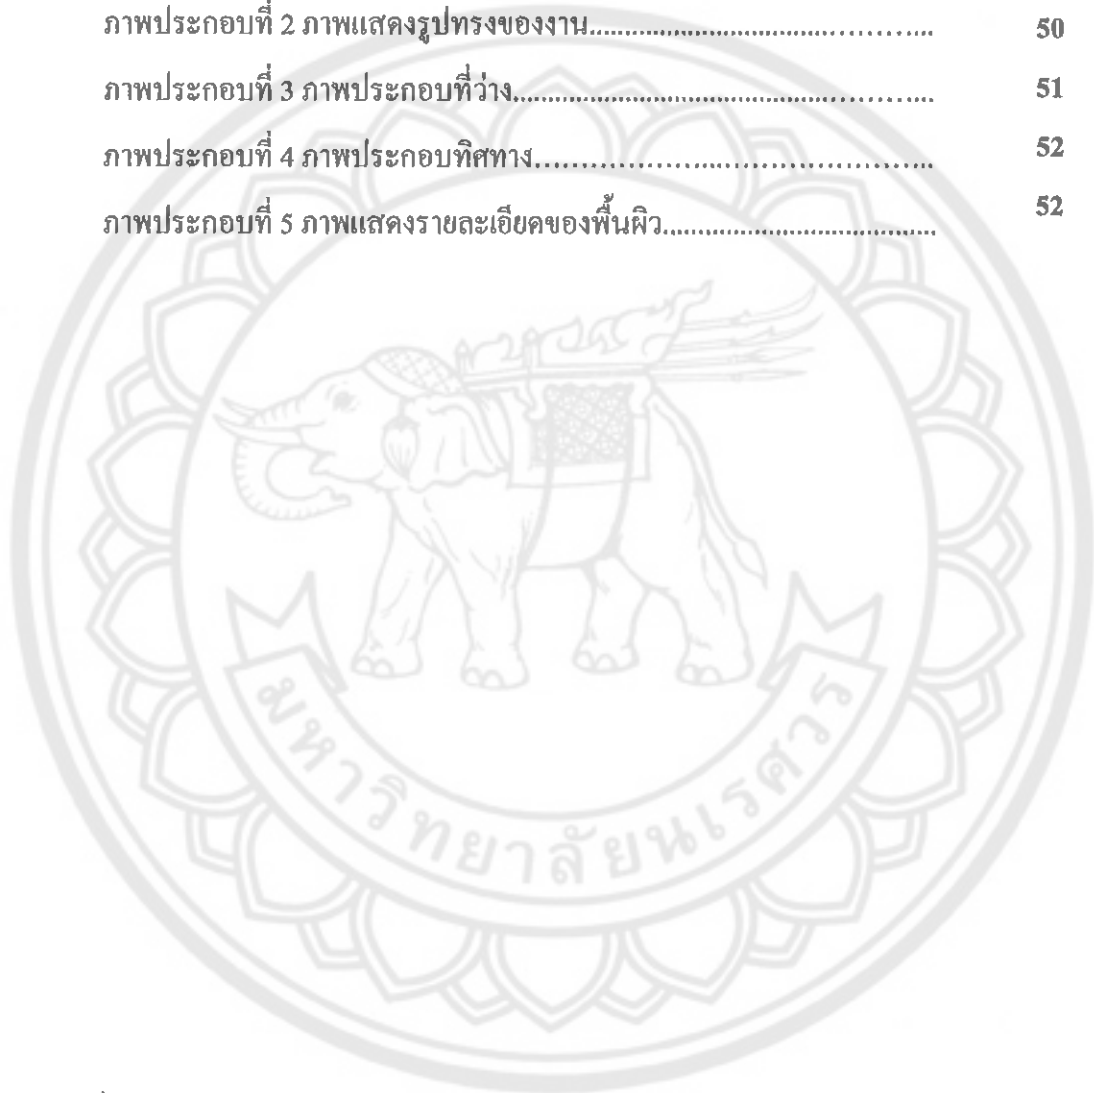 ภาพประกอบที่ 2 ภาพแสดงรูปทรงของงาน............................................ 50
ภาพประกอบที่ 3 ภาพประกอบที่ว่าง...................................................... 51
ภาพประกอบที่ 4 ภาพประกอบทิศทาง.................................................... 52
ภาพประกอบที่ 5 ภาพแสดงรายละเอียดของพื้นผิว................................... 52
มหาวิทยาลัยนเรศวร